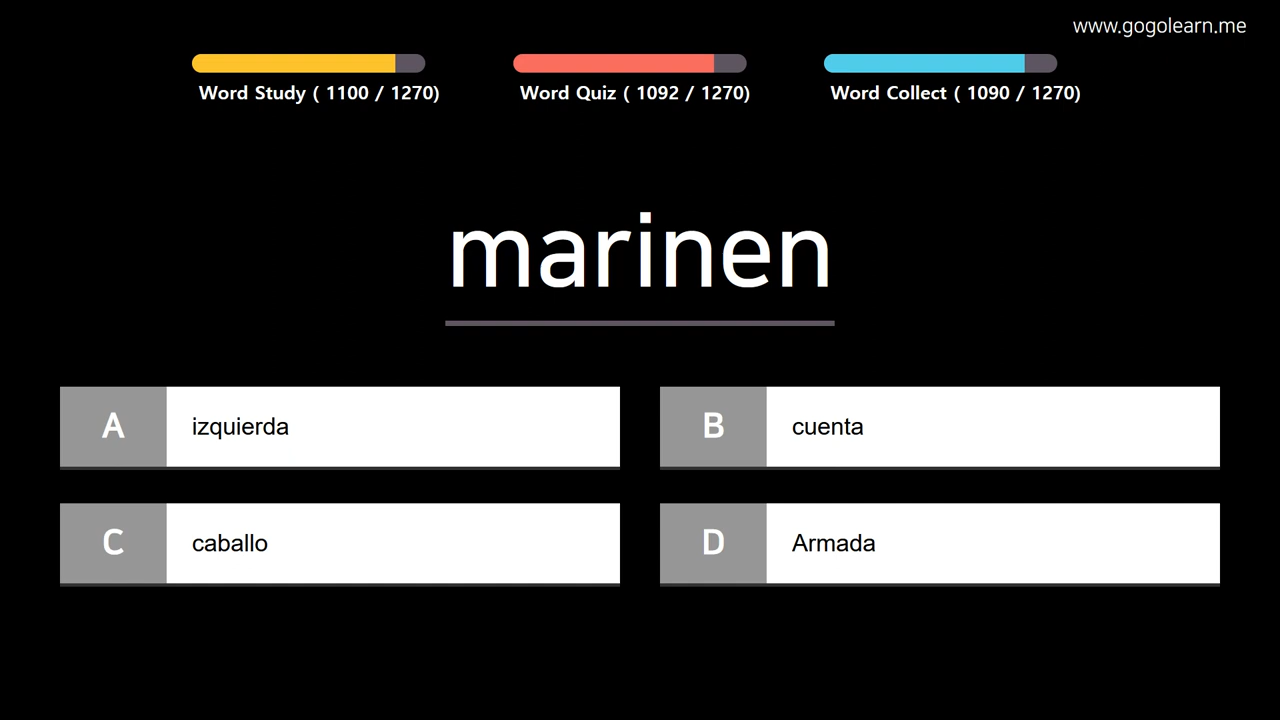 www.gogolearn.me
Word Study ( 1100 / 1270)
Word Quiz ( 1092 / 1270)
Word Collect ( 1090 / 1270)
marinen
A izquierda
B cuenta
C caballo
D Armada